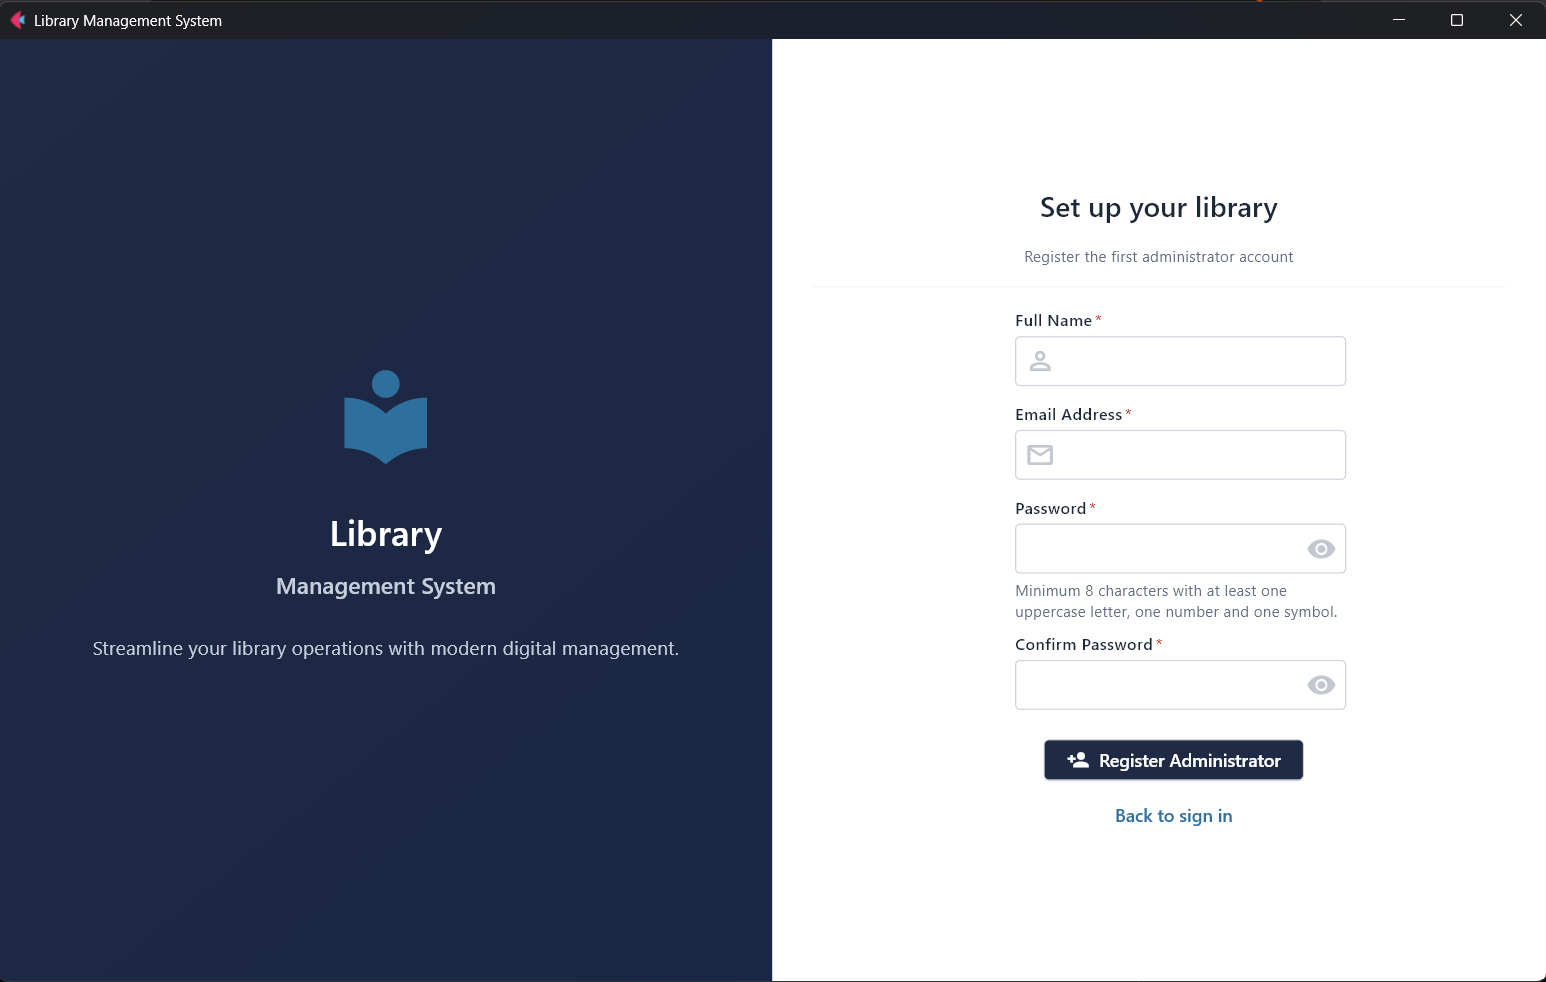 Library Management System
Library
Management System
Streamline your library operations with modern digital management.
Set up your library
Register the first administrator account
Full Name *
Email Address *
Password *
Minimum 8 characters with at least one
uppercase letter, one number and one symbol.
Confirm Password *
Register Administrator
Back to sign in